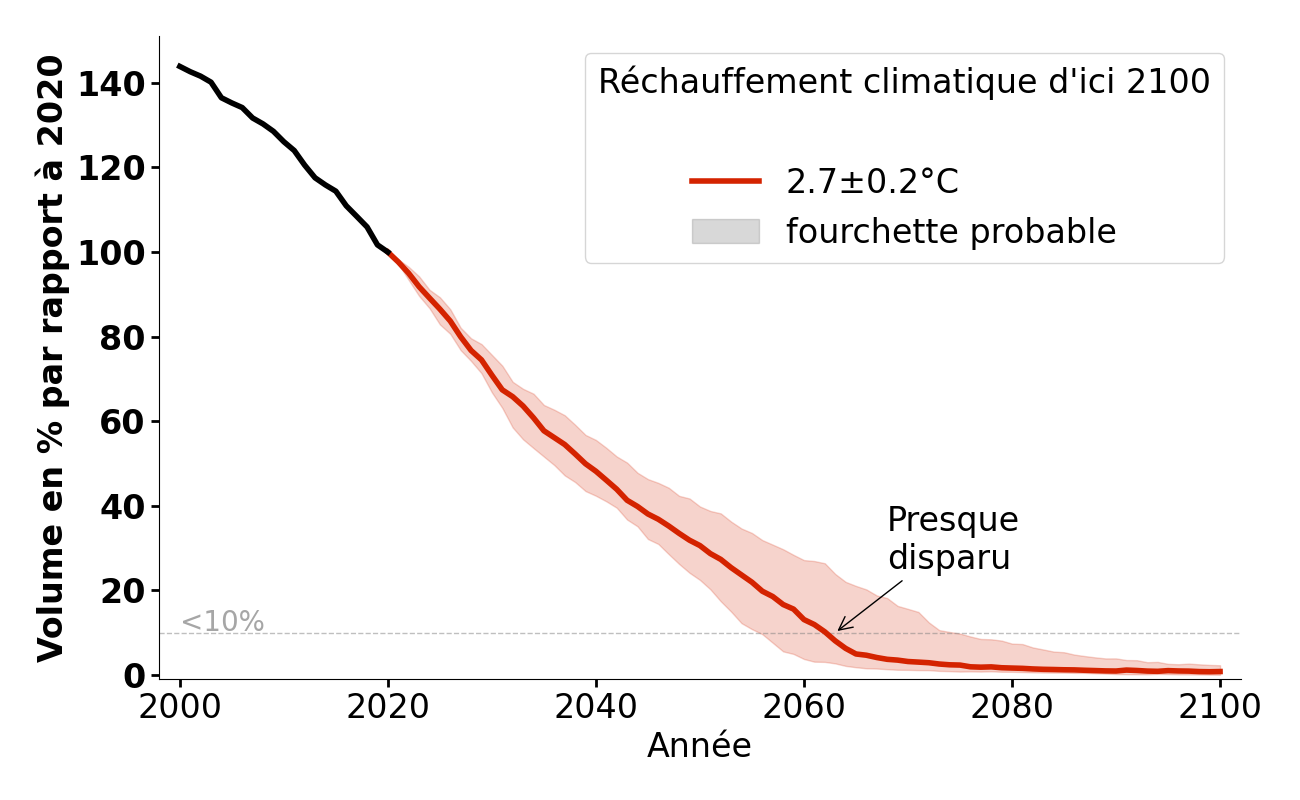 Volume en % par rapport à 2020
140
120
100
80
60
40
20
0
Réchauffement climatique d'ici 2100
2.7±0.2°C
fourchette probable
Presque
disparu
<10%
2000
2020
2040
2060
2080
2100
Année